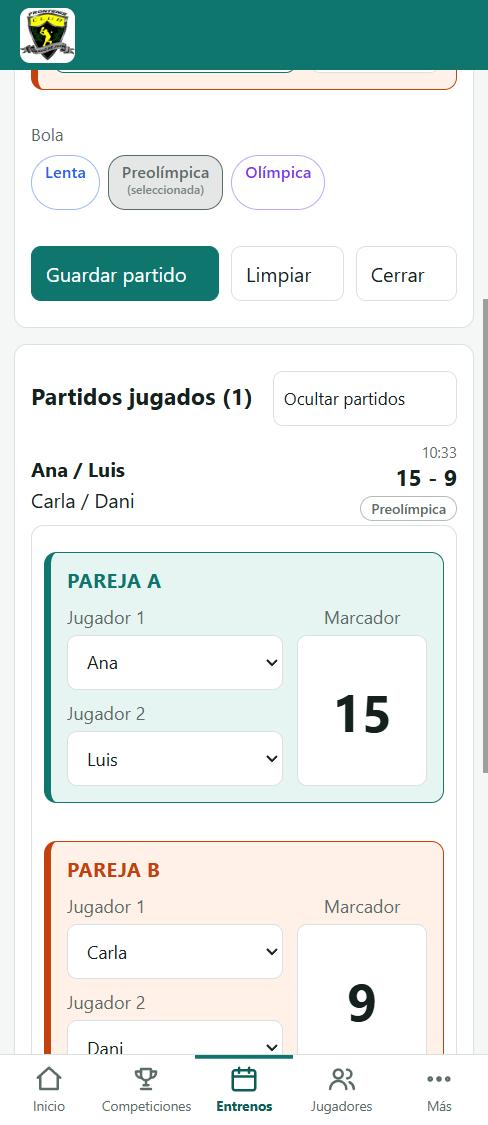 FRONTENIS
CLUB
Bola
Lenta
Preolímpica
(seleccionada)
Olímpica
Guardar partido
Limpiar
Cerrar
Partidos jugados (1)
Ocultar partidos
10:33
Ana / Luis
15 - 9
Carla / Dani
Preolímpica
PAREJA A
Jugador 1
Marcador
Ana
15
Jugador 2
Luis
PAREJA B
Jugador 1
Marcador
Carla
9
Jugador 2
Dani
Inicio
Competiciones
Entrenos
Jugadores
Más